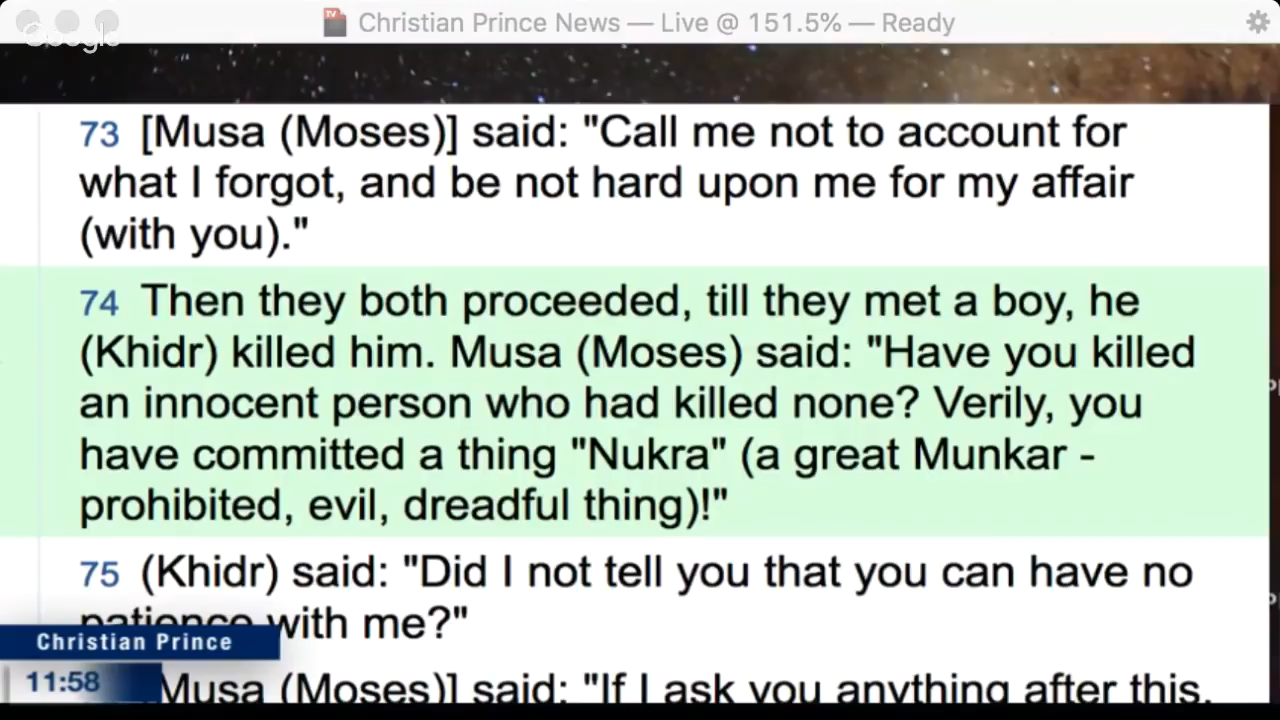 Christian Prince News — Live @ 151.5% — Ready
Google
73 [Musa (Moses)] said: "Call me not to account for
what I forgot, and be not hard upon me for my affair
(with you)."
74 Then they both proceeded, till they met a boy, he
(Khidr) killed him. Musa (Moses) said: "Have you killed
an innocent person who had killed none? Verily, you
have committed a thing "Nukra" (a great Munkar -
prohibited, evil, dreadful thing)!"
75 (Khidr) said: "Did I not tell you that you can have no
patience with me?"
Christian Prince
11:58
Musa (Moses)] said: "If I ask you anything after this,